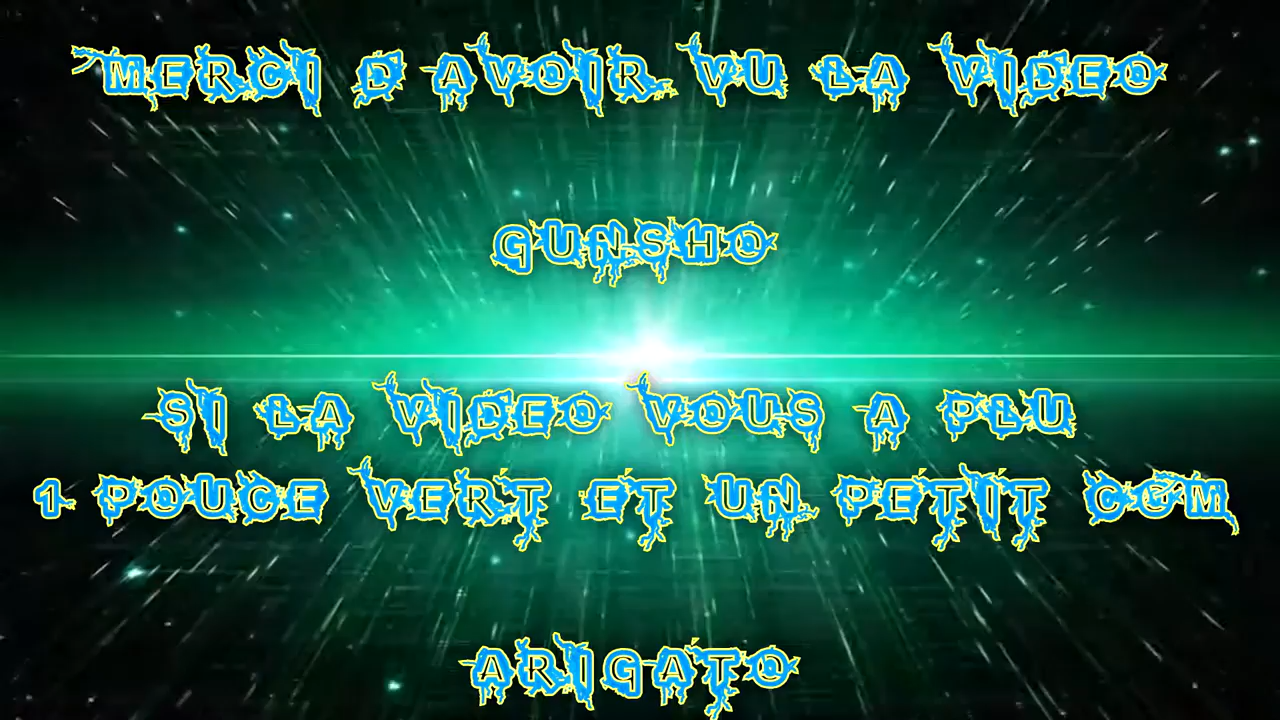 MERCI D AVOIR VU LA VIDEO
GUNSHO
SI LA VIDEO VOUS A PLU
1 POUCE VERT ET UN PETIT COM
ARIGATO